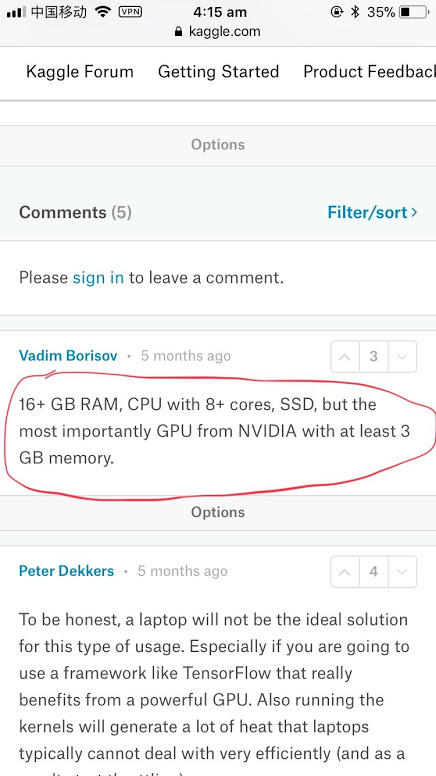 中国移动 VPN 4:15 am 35%
kaggle.com
Kaggle Forum Getting Started Product Feedback
Options
Comments (5) Filter/sort ›
Please sign in to leave a comment.
Vadim Borisov • 5 months ago 3
16+ GB RAM, CPU with 8+ cores, SSD, but the
most importantly GPU from NVIDIA with at least 3
GB memory.
Options
Peter Dekkers • 5 months ago 4
To be honest, a laptop will not be the ideal solution
for this type of usage. Especially if you are going to
use a framework like TensorFlow that really
benefits from a powerful GPU. Also running the
kernels will generate a lot of heat that laptops
typically cannot deal with very efficiently (and as a